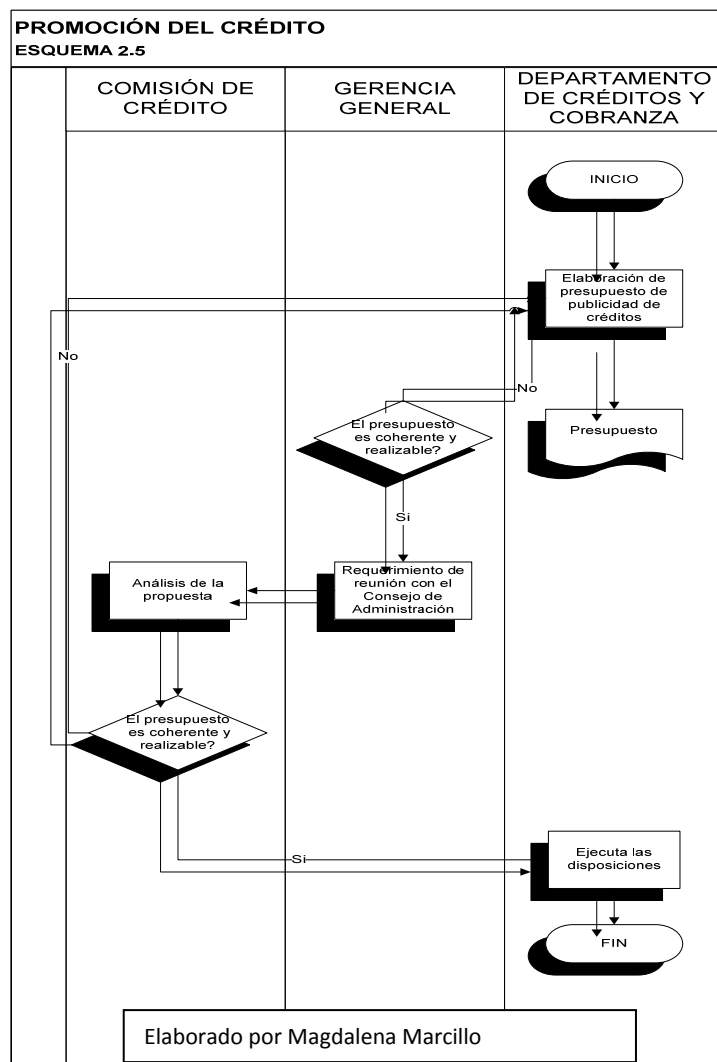 PROMOCIÓN DEL CRÉDITO
ESQUEMA 2.5
COMISIÓN DE
CRÉDITO
GERENCIA
GENERAL
DEPARTAMENTO
DE CRÉDITOS Y
COBRANZA
INICIO
Elaboración de
presupuesto de
publicidad de
créditos
No
No
El presupuesto
es coherente y
realizable?
Presupuesto
Si
Requerimiento de
reunión con el
Consejo de
Administración
Análisis de la
propuesta
El presupuesto
es coherente y
realizable?
Si
Ejecuta las
disposiciones
FIN
Elaborado por Magdalena Marcillo